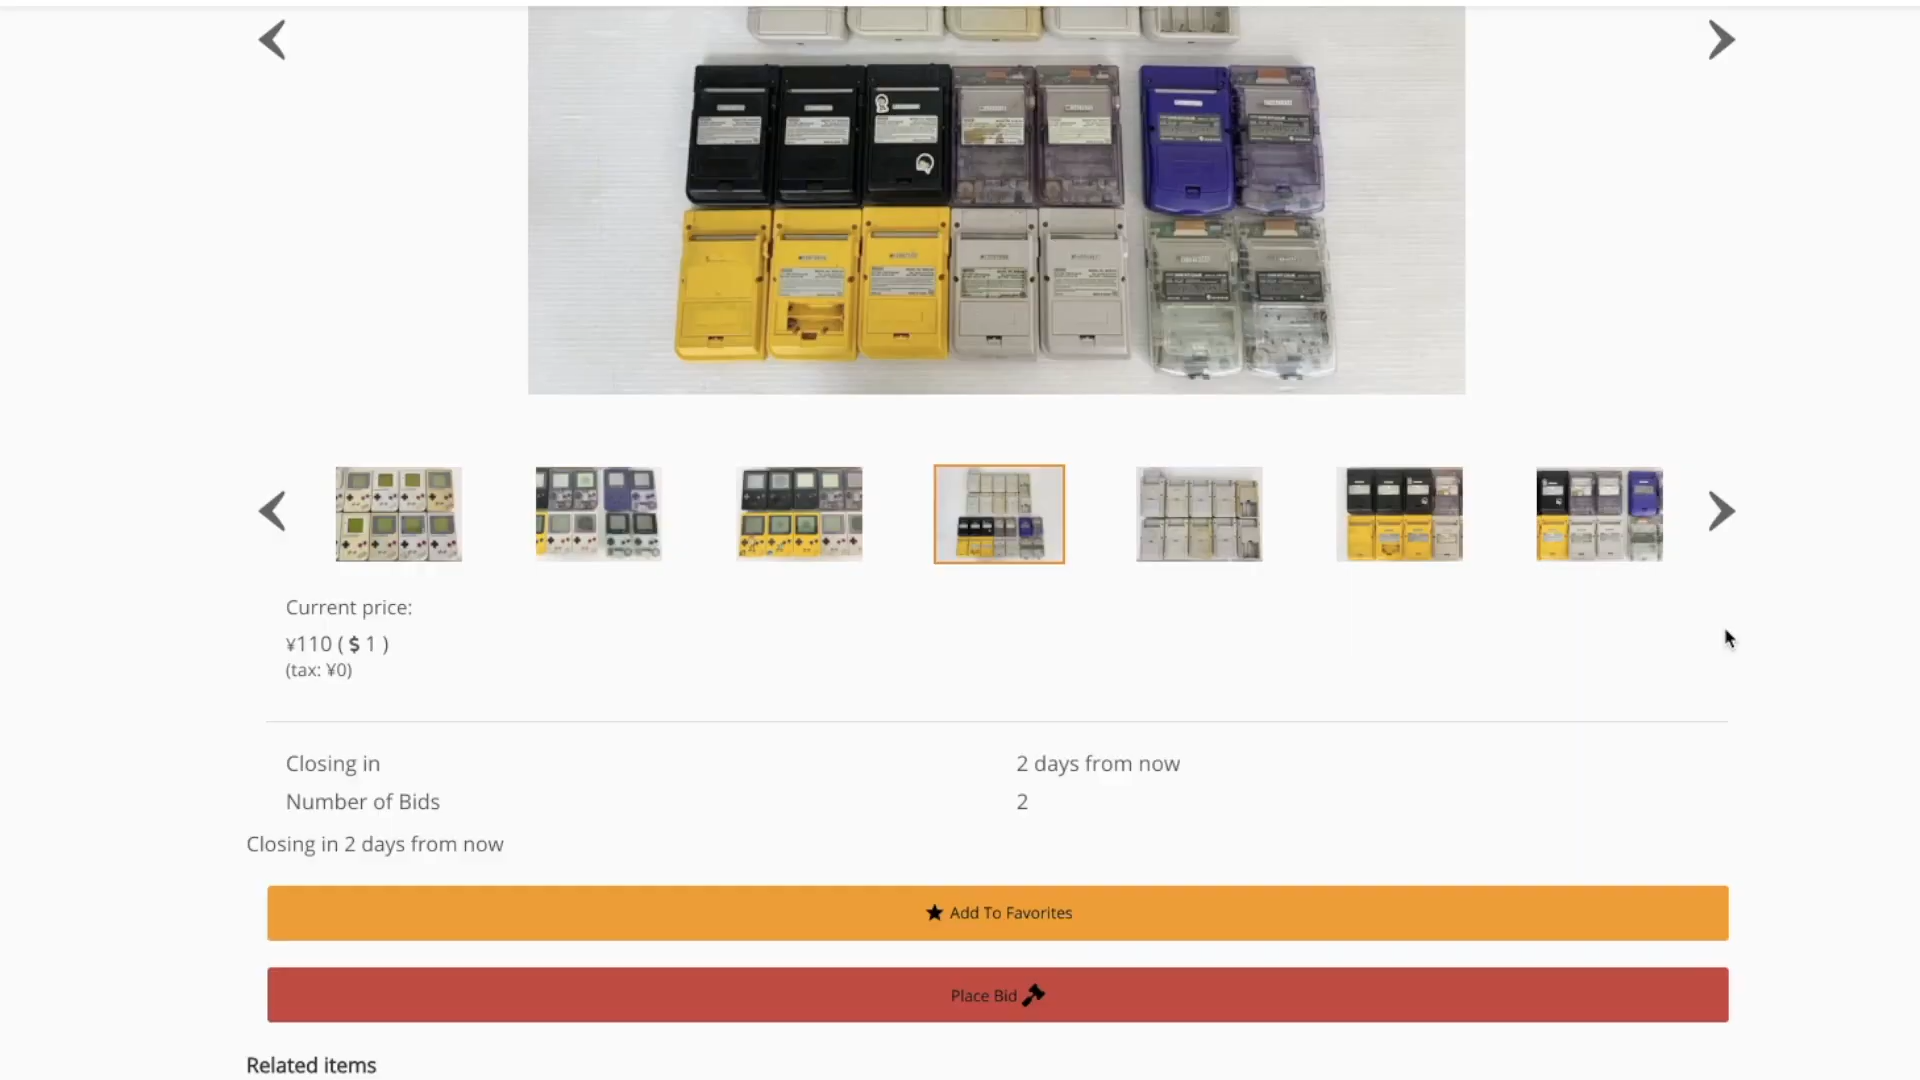 Current price:
¥110 ( $ 1 )
(tax: ¥0)
Closing in
2 days from now
Number of Bids
2
Closing in 2 days from now
Add To Favorites
Place Bid
Related items